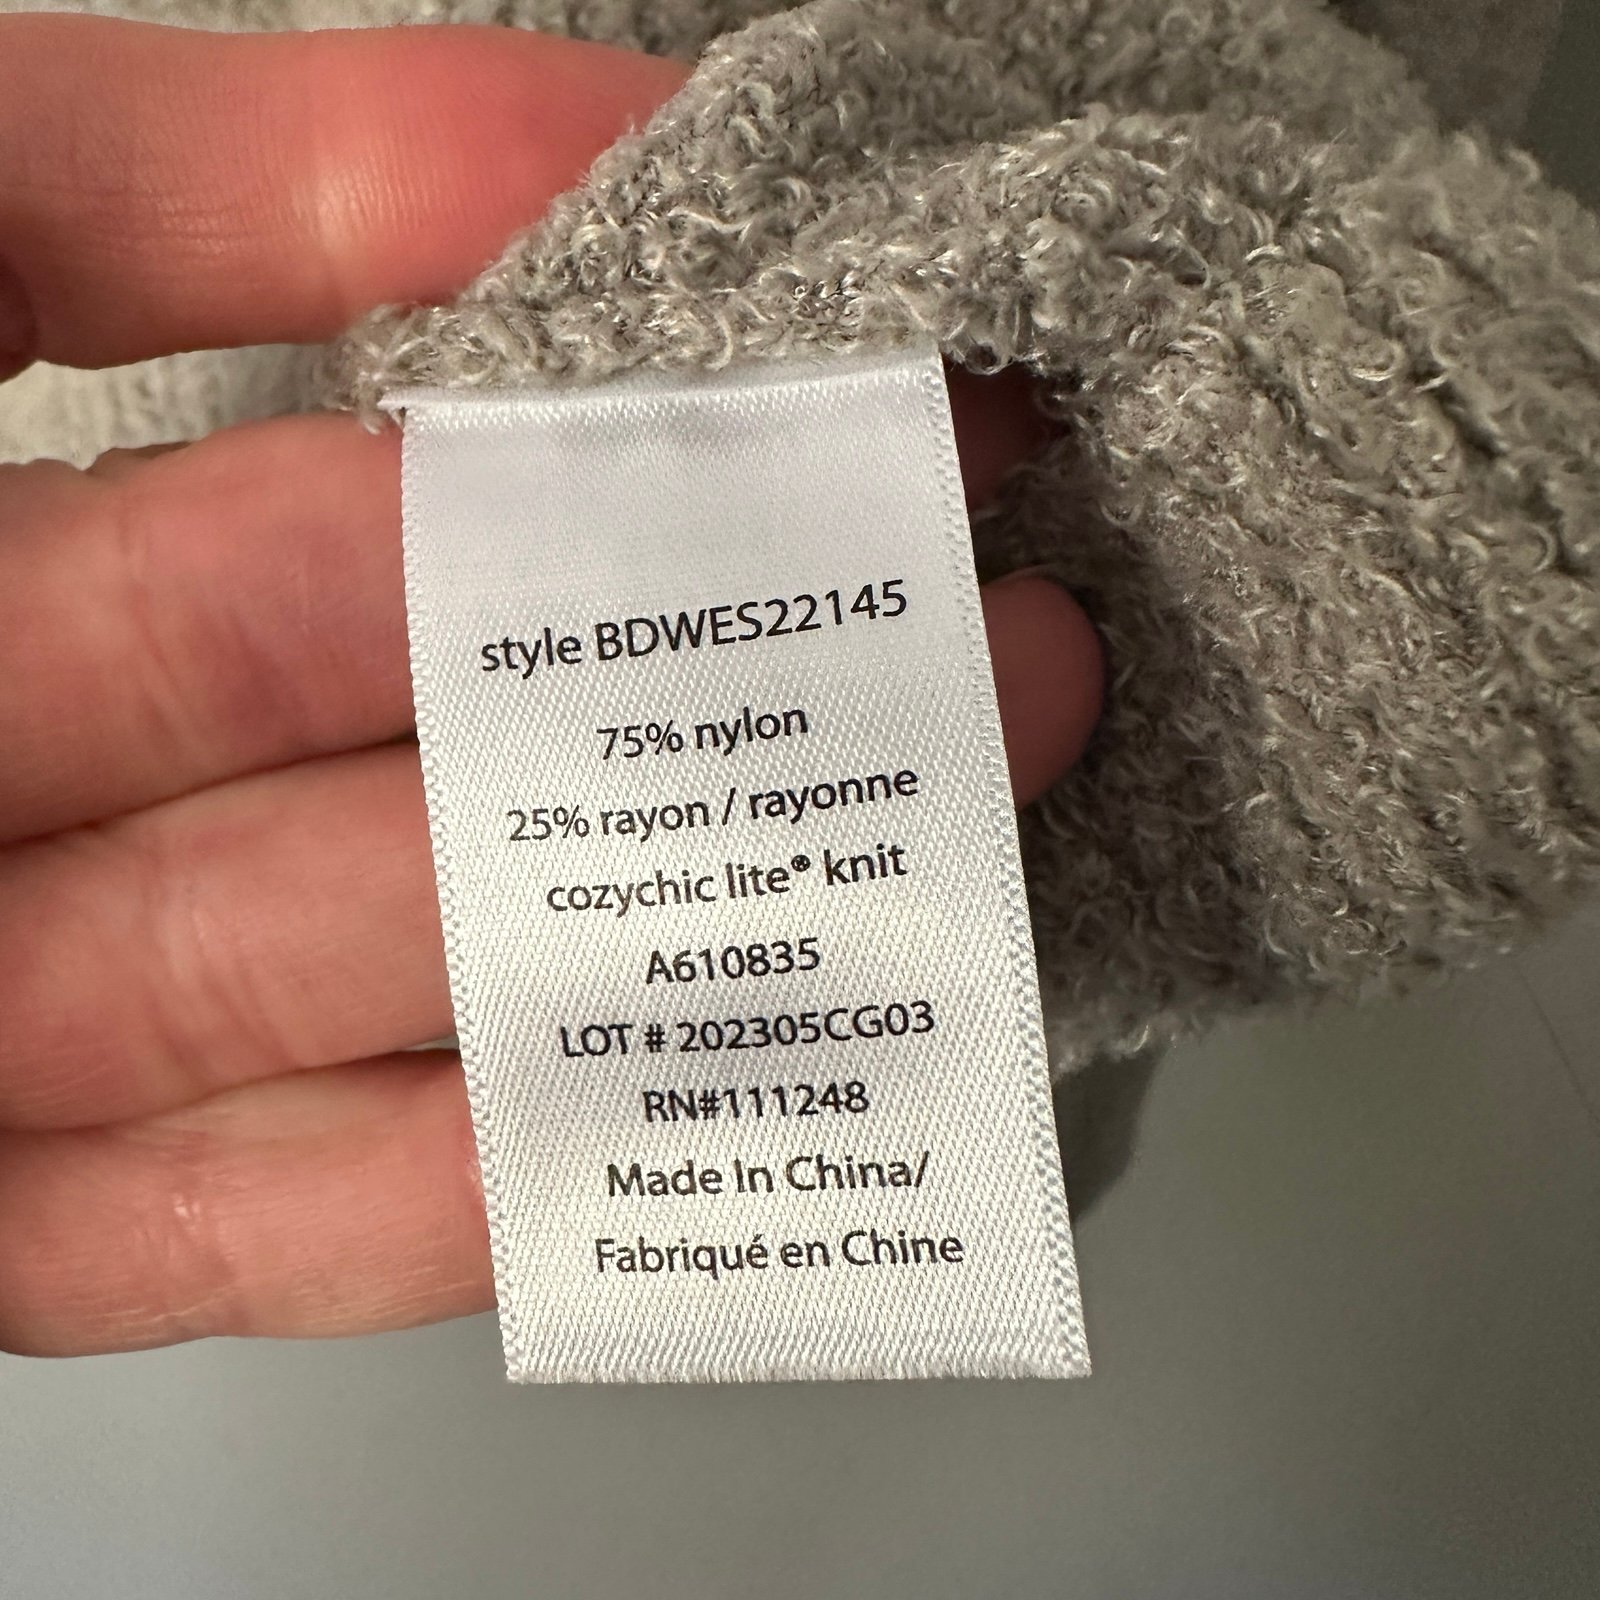 style BDWES22145
75% nylon
25% rayon / rayonne
cozychic lite® knit
A610835
LOT # 202305CG03
RN#111248
Made In China/
Fabriqué en Chine